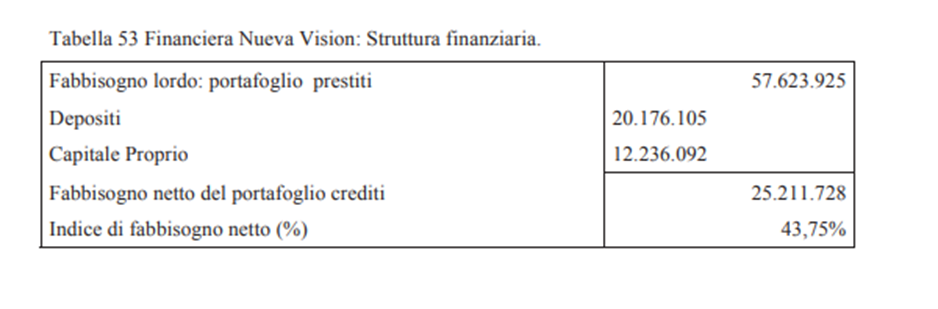 Tabella 53 Financiera Nueva Vision: Struttura finanziaria.
Fabbisogno lordo: portafoglio prestiti 57.623.925
Depositi 20.176.105
Capitale Proprio 12.236.092
Fabbisogno netto del portafoglio crediti 25.211.728
Indice di fabbisogno netto (%) 43,75%